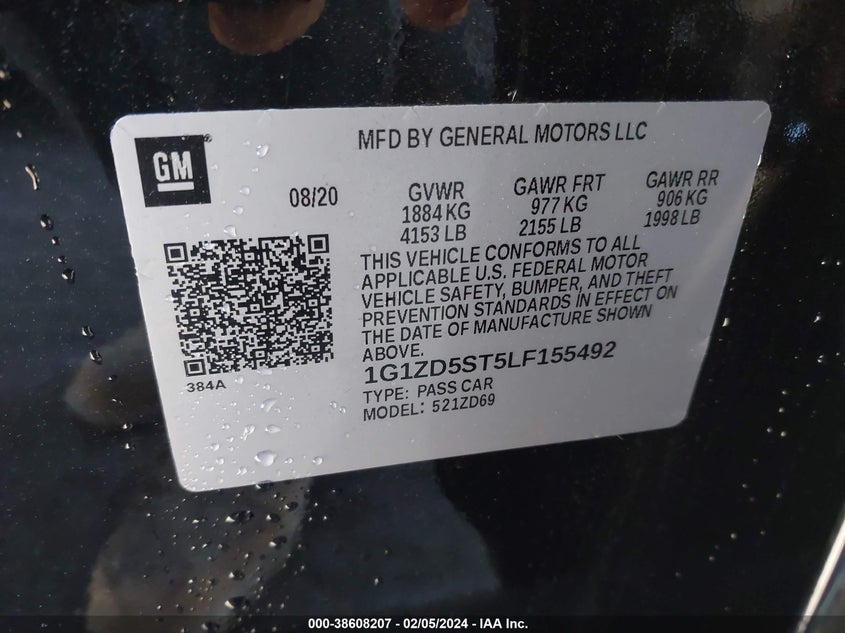 MFD BY GENERAL MOTORS LLC
GM
08/20
GVWR
1884 KG
4153 LB
GAWR FRT
977 KG
2155 LB
GAWR RR
906 KG
1998 LB
THIS VEHICLE CONFORMS TO ALL
APPLICABLE U.S. FEDERAL MOTOR
VEHICLE SAFETY, BUMPER, AND THEFT
PREVENTION STANDARDS IN EFFECT ON
THE DATE OF MANUFACTURE SHOWN
ABOVE.
384A
1G1ZD5ST5LF155492
TYPE: PASS CAR
MODEL: 521ZD69
000-38608207 - 02/05/2024 - IAA Inc.